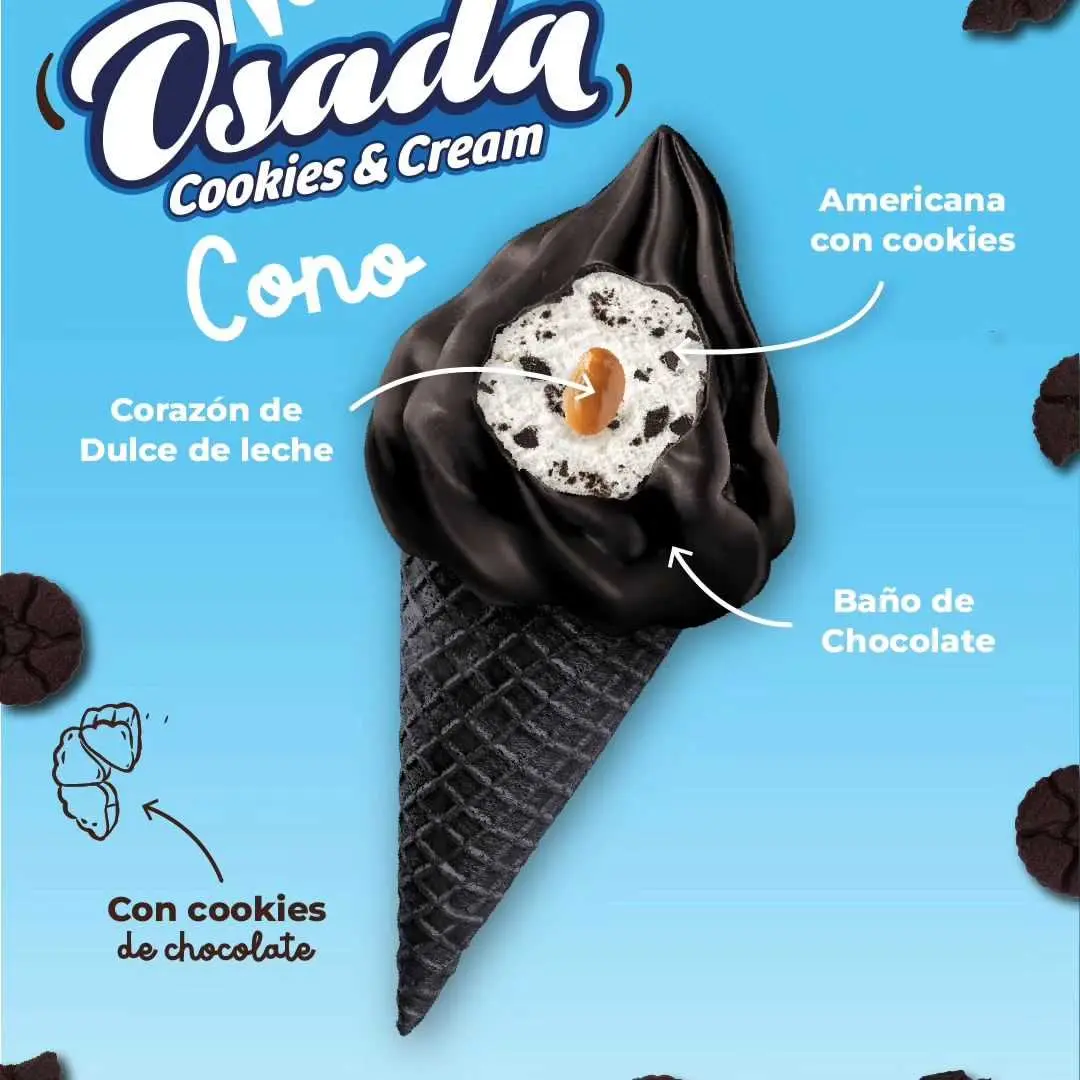 Osada
Cookies & Cream
Cono
Americana
con cookies
Corazón de
Dulce de leche
Baño de
Chocolate
Con cookies
de chocolate